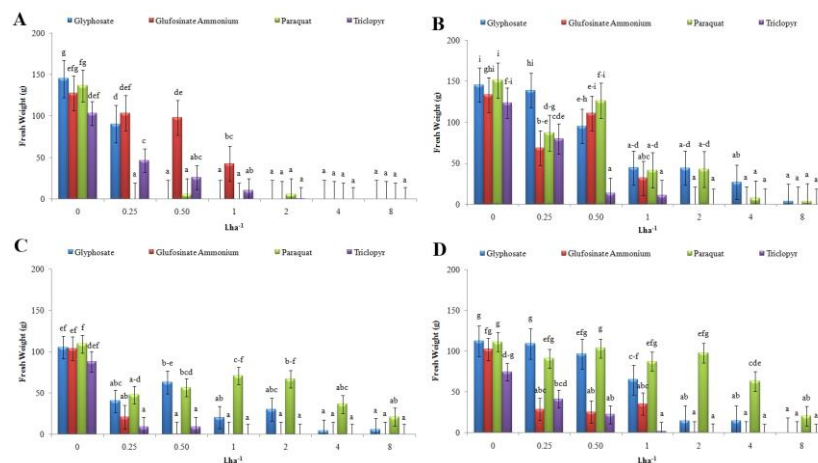 A
Glyphosate Glufosinate Ammonium Paraquat Triclopyr
Fresh Weight (g)
200
150
100
50
0
g efg fg def
d def a c
a de a abc
a bc a ab
a a a a
a a a a
a a a a
0 0.25 0.50 1 2 4 8
Lha-1
B
Glyphosate Glufosinate Ammonium Paraquat Triclopyr
Fresh Weight (g)
200
150
100
50
0
i ghi i f-i
hi b-e d-g cde
e-h e-i f-i a
a-d abc a-d a
a-d a a-d a
ab a a a
a a a a
0 0.25 0.50 1 2 4 8
Lha-1
C
Glyphosate Glufosinate Ammonium Paraquat Triclopyr
Fresh Weight (g)
200
150
100
50
0
ef ef f def
abc ab a-d a
b-e a bcd a
ab a c-f a
abc a b-f a
a a abc a
a a ab a
0 0.25 0.50 1 2 4 8
Lha-1
D
Glyphosate Glufosinate Ammonium Paraquat Triclopyr
Fresh Weight (g)
200
150
100
50
0
g fg g d-g
g abc efg bcd
g ab g ab
c-f abc efg a
ab a efg a
ab a cde a
a a ab a
0 0.25 0.50 1 2 4 8
Lha-1